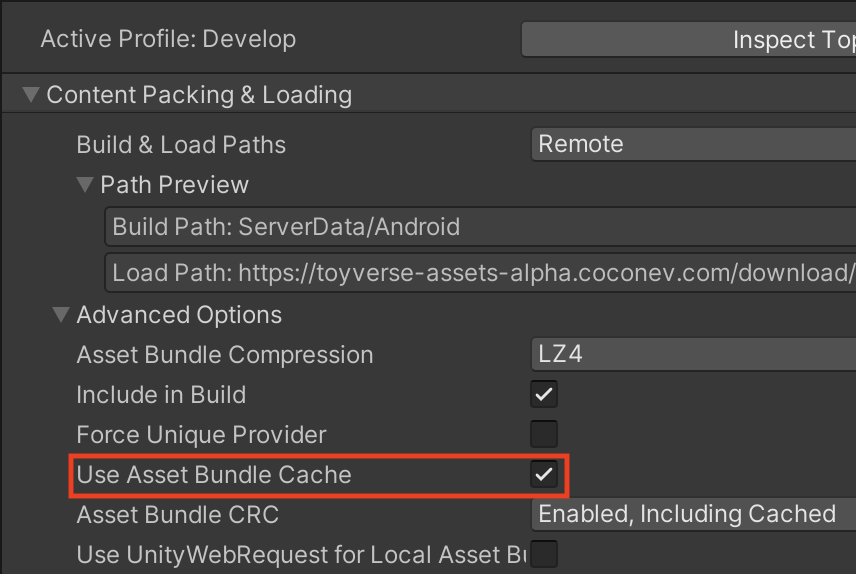 Active Profile: Develop
Inspect Top
Content Packing & Loading
Build & Load Paths
Remote
Path Preview
Build Path: ServerData/Android
Load Path: https://toyverse-assets-alpha.coconev.com/download/
Advanced Options
Asset Bundle Compression
LZ4
Include in Build
Force Unique Provider
Use Asset Bundle Cache
Asset Bundle CRC
Enabled, Including Cached
Use UnityWebRequest for Local Asset Bu